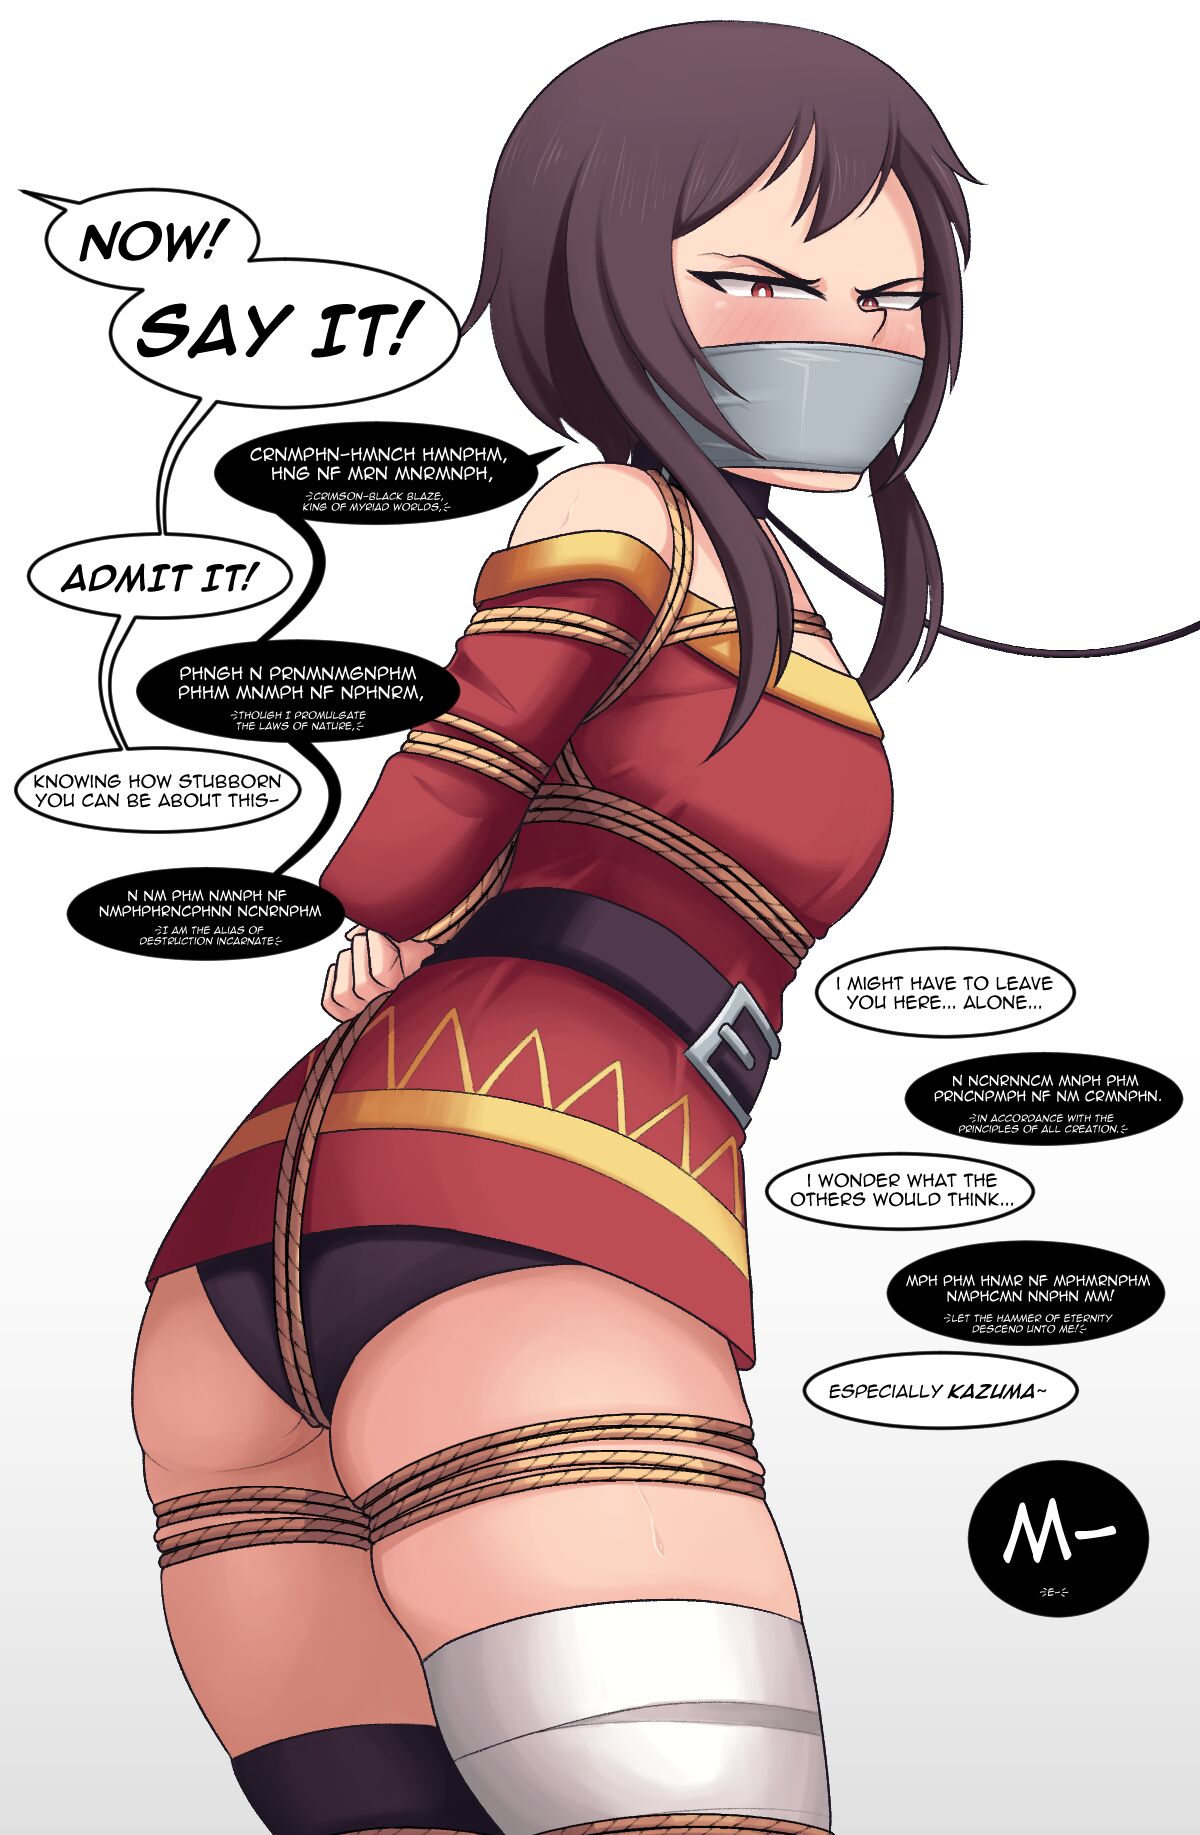 NOW!
SAY IT!
CRNMPHN-HMNCH HMNPHM,
HNG NF MRN MNRMNPH,
CRIMSON-BLACK BLAZE,
KING OF MYRIAD WORLDS,
ADMIT IT!
PHNGH N PRNMNMGNPHM
PHHM MNMPH NF NPHNRM,
THOUGH I PROMULGATE
THE LAWS OF NATURE,
KNOWING HOW STUBBORN
YOU CAN BE ABOUT THIS-
N NM PHM NMNPH NF
NMPHPHRNCPHNN NCNRNPHM
I AM THE ALIAS OF
DESTRUCTION INCARNATE
I MIGHT HAVE TO LEAVE
YOU HERE... ALONE...
N NCNRNNCM MNPH PHM
PRNCNPMPH NF NM CRMNPHN.
IN ACCORDANCE WITH THE
PRINCIPLES OF ALL CREATION.
I WONDER WHAT THE
OTHERS WOULD THINK...
MPH PHM HNMR NF MPHMRNPHM
NMPHCMN NNPHN MM!
LET THE HAMMER OF ETERNITY
DESCEND UNTO ME!
ESPECIALLY KAZUMA~
M-
E-